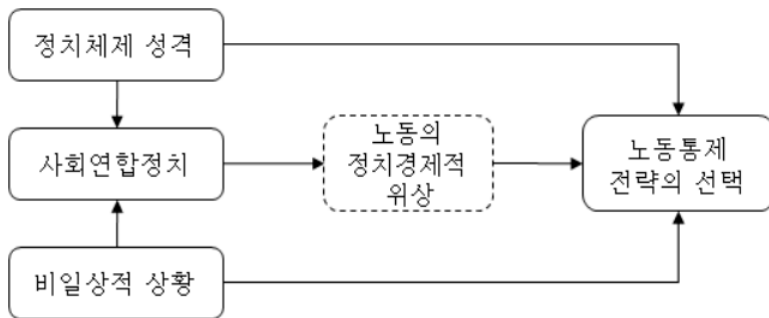 정치체제 성격
사회연합정치
노동의
정치경제적
위상
노동통제
전략의 선택
비일상적 상황